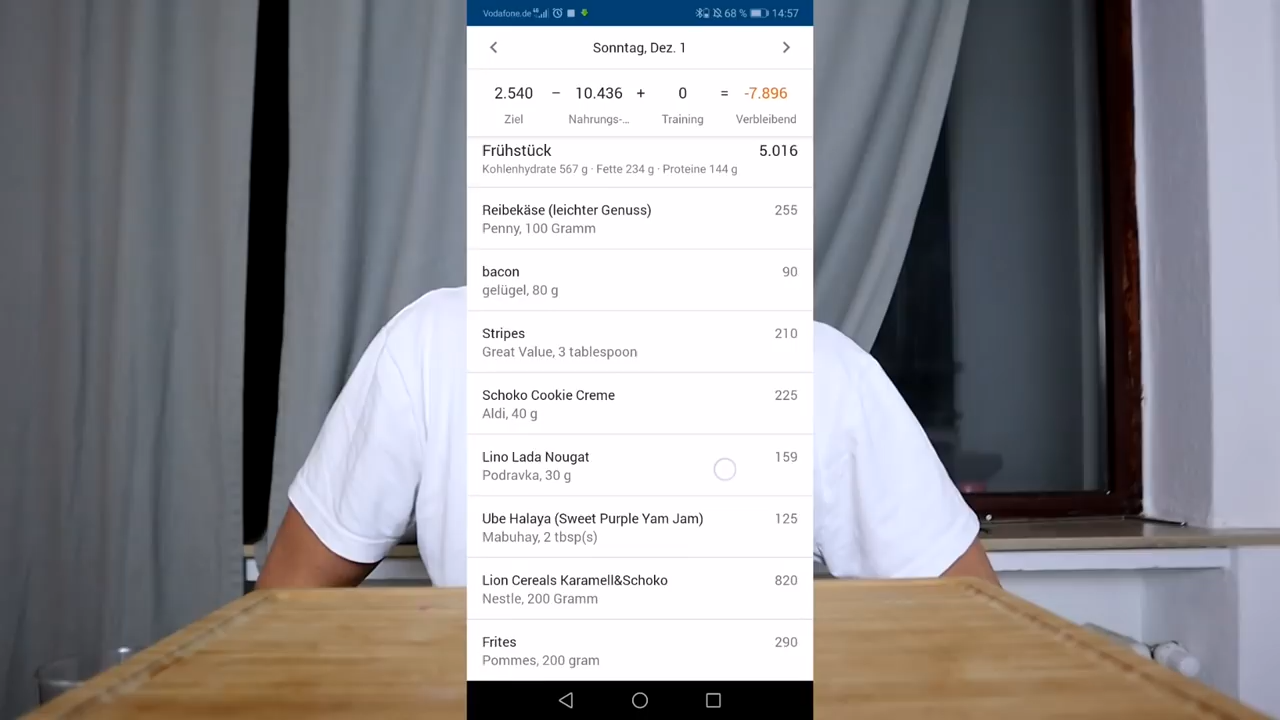 Vodafone.de 68 % 14:57
Sonntag, Dez. 1
2.540 − 10.436 + 0 = -7.896
Ziel Nahrungs-... Training Verbleibend
Frühstück 5.016
Kohlenhydrate 567 g · Fette 234 g · Proteine 144 g
Reibekäse (leichter Genuss) 255
Penny, 100 Gramm
bacon 90
gelügel, 80 g
Stripes 210
Great Value, 3 tablespoon
Schoko Cookie Creme 225
Aldi, 40 g
Lino Lada Nougat 159
Podravka, 30 g
Ube Halaya (Sweet Purple Yam Jam) 125
Mabuhay, 2 tbsp(s)
Lion Cereals Karamell&Schoko 820
Nestle, 200 Gramm
Frites 290
Pommes, 200 gram